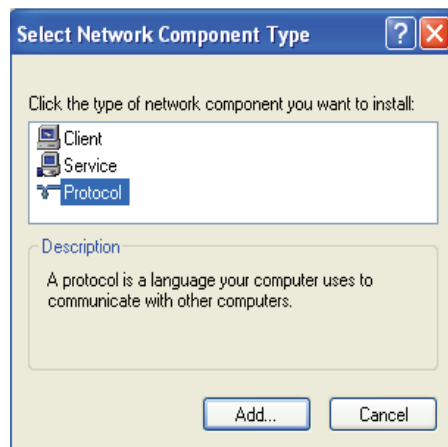 Select Network Component Type
Click the type of network component you want to install:
Client
Service
Protocol
Description
A protocol is a language your computer uses to
communicate with other computers.
Add...
Cancel